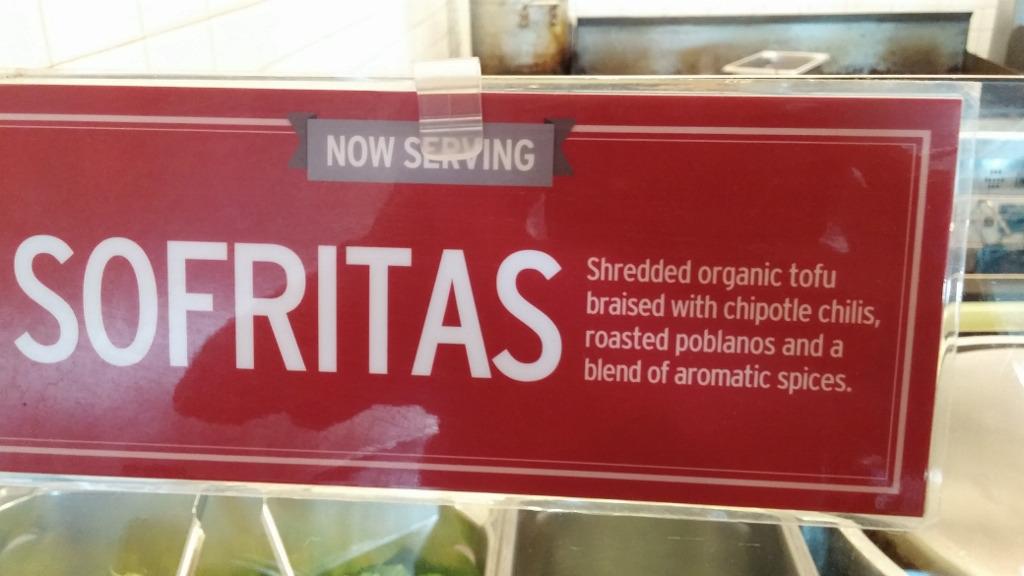 NOW SERVING
SOFRITAS
Shredded organic tofu
braised with chipotle chilis,
roasted poblanos and a
blend of aromatic spices.